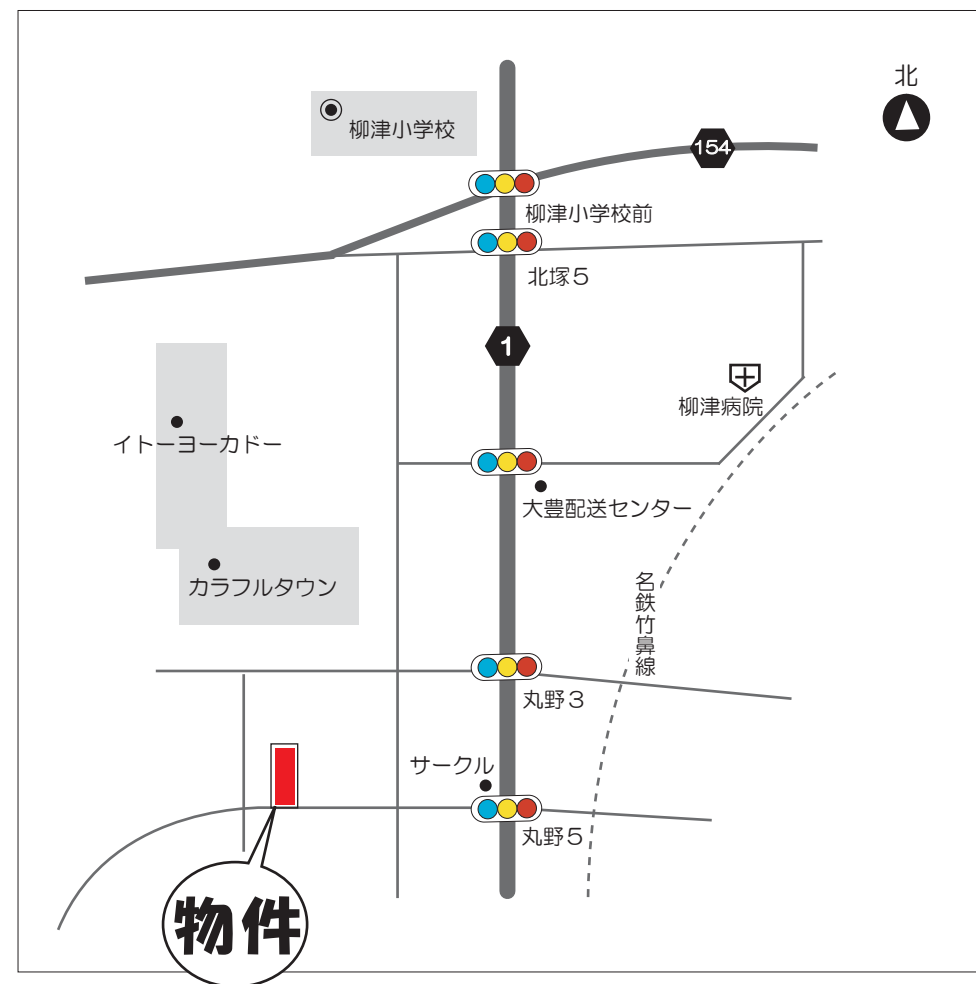 北
柳津小学校
154
柳津小学校前
北塚5
1
柳津病院
イトーヨーカドー
大豊配送センター
カラフルタウン
名鉄竹鼻線
丸野3
サークル
丸野5
物件